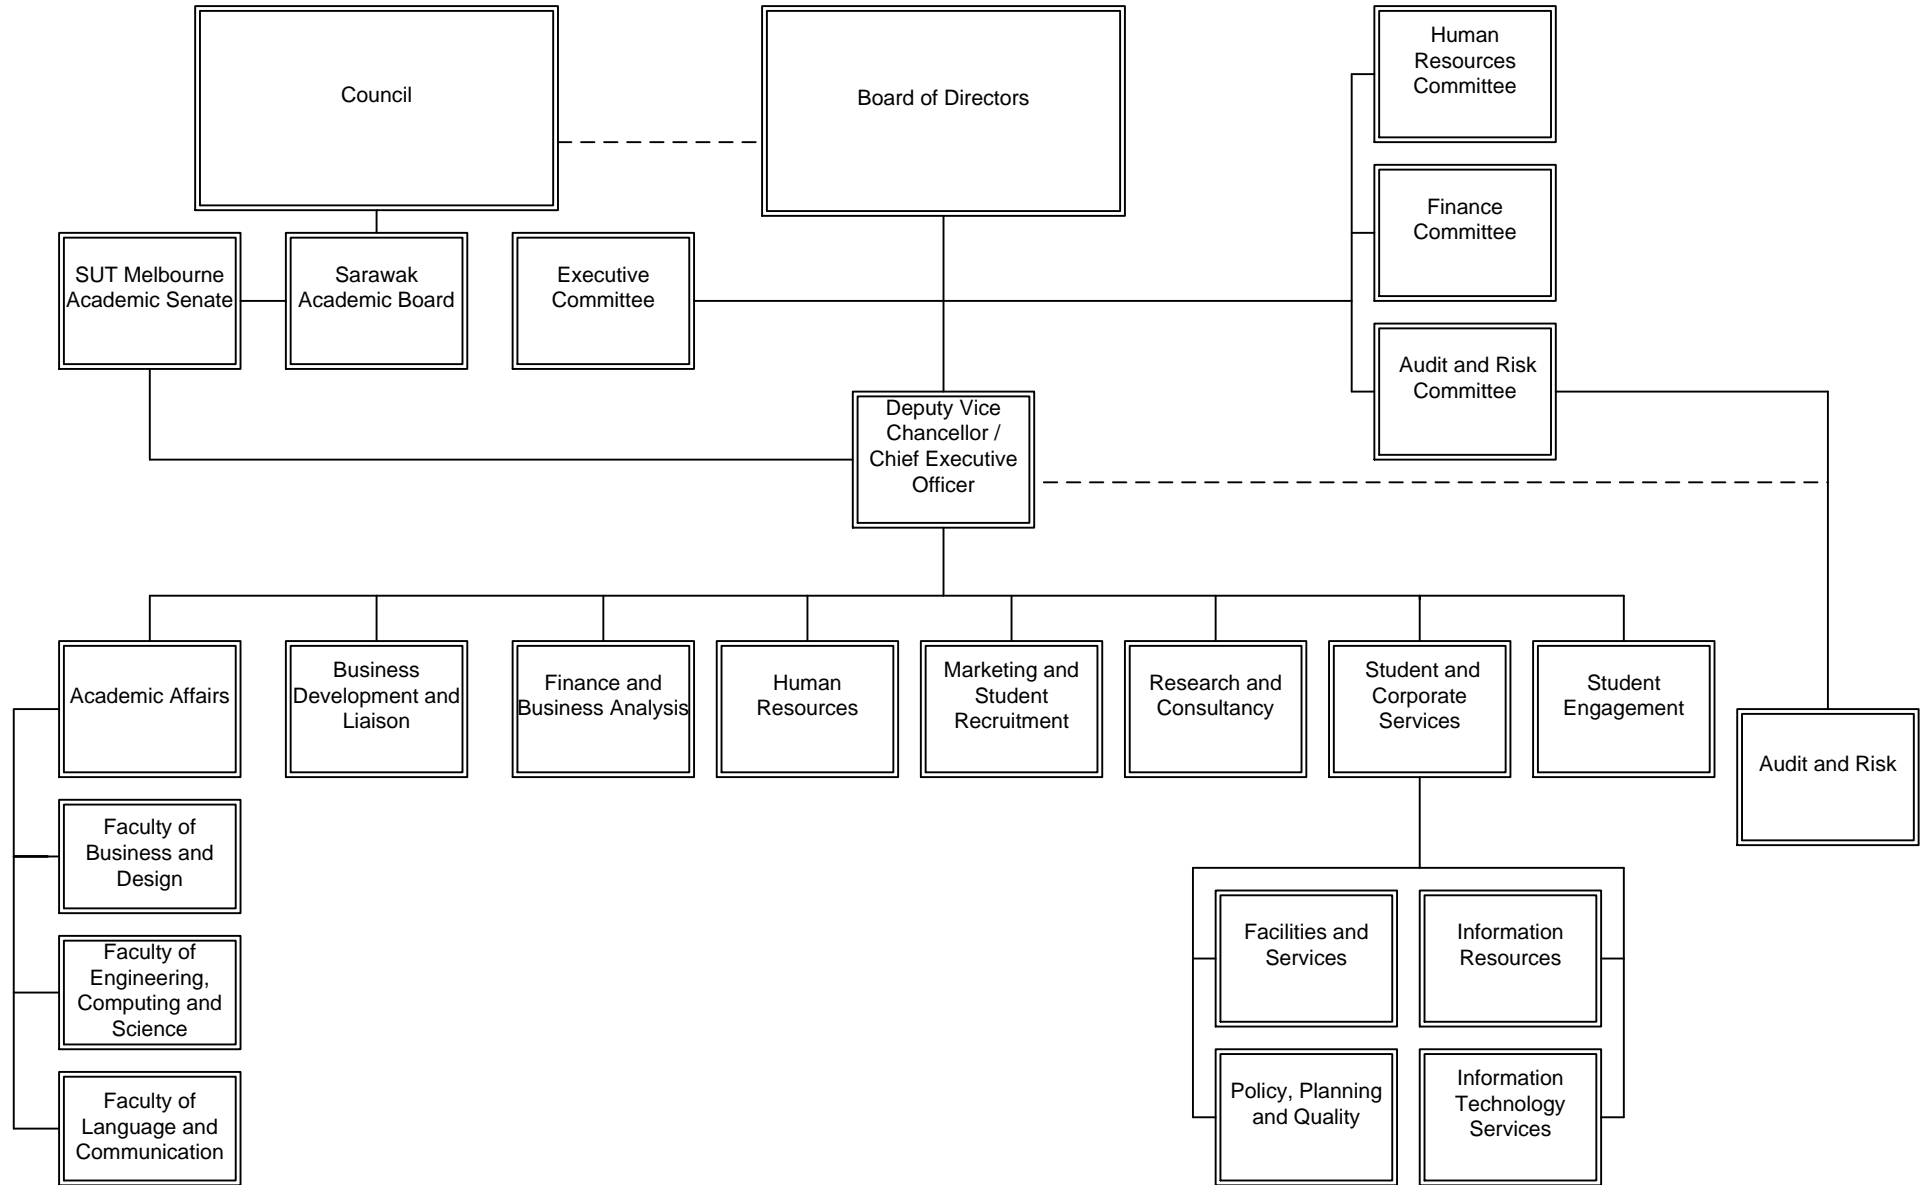 Council
Board of Directors
Human
Resources
Committee
Finance
Committee
SUT Melbourne
Academic Senate
Sarawak
Academic Board
Executive
Committee
Audit and Risk
Committee
Deputy Vice
Chancellor /
Chief Executive
Officer
Academic Affairs
Business
Development and
Liaison
Finance and
Business Analysis
Human
Resources
Marketing and
Student
Recruitment
Research and
Consultancy
Student and
Corporate
Services
Student
Engagement
Audit and Risk
Faculty of
Business and
Design
Faculty of
Engineering,
Computing and
Science
Faculty of
Language and
Communication
Facilities and
Services
Information
Resources
Policy, Planning
and Quality
Information
Technology
Services